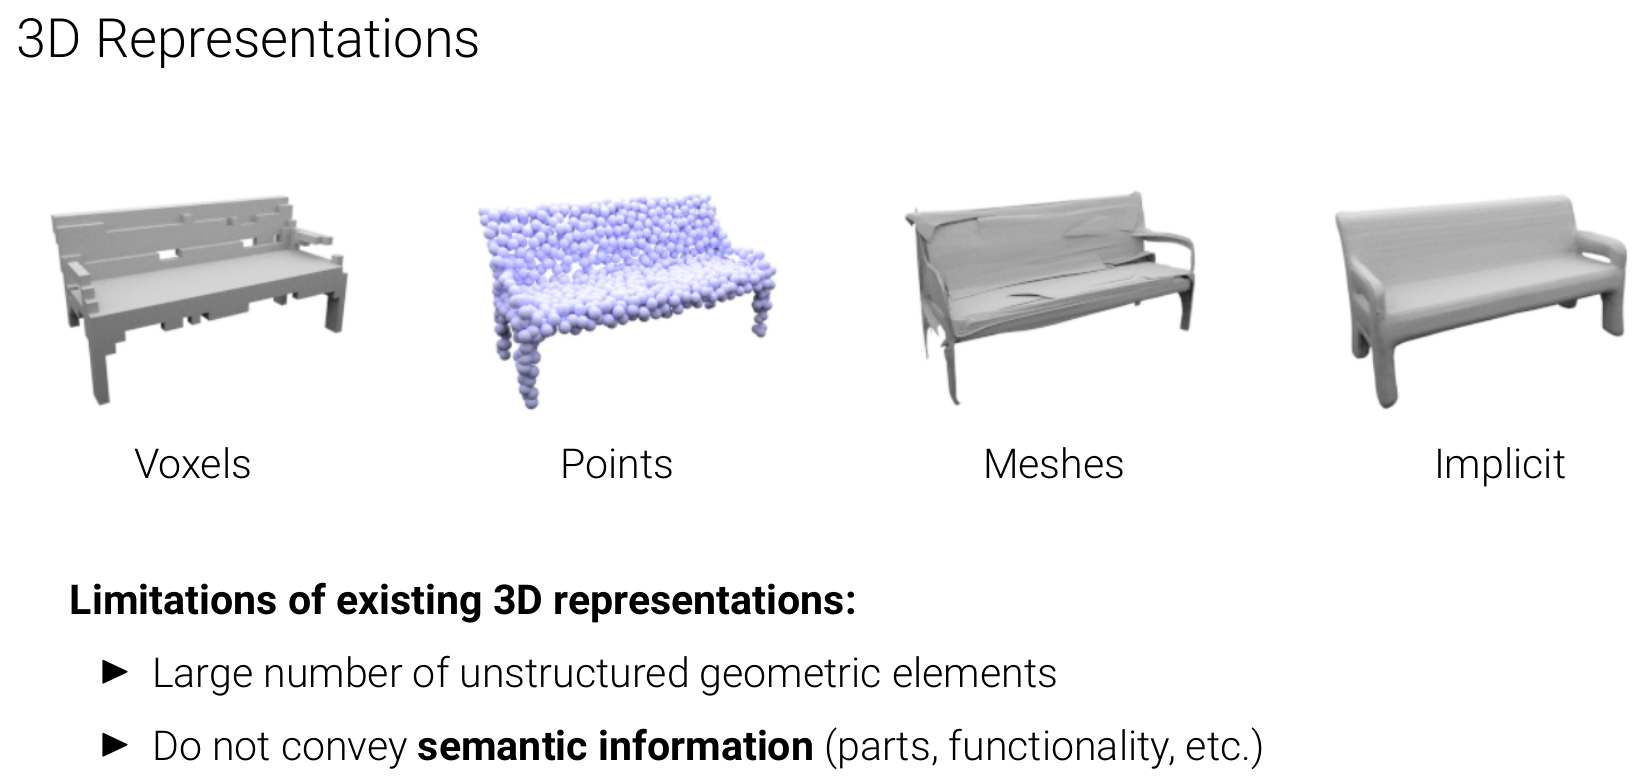 3D Representations
Voxels
Points
Meshes
Implicit
Limitations of existing 3D representations:
► Large number of unstructured geometric elements
► Do not convey semantic information (parts, functionality, etc.)